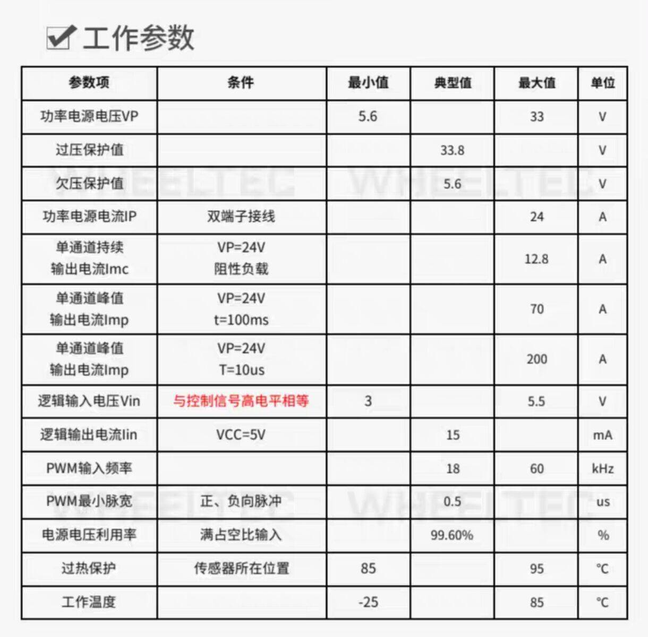 工作参数
参数项 条件 最小值 典型值 最大值 单位
功率电源电压VP 5.6 33 V
过压保护值 33.8 V
欠压保护值 5.6 V
功率电源电流IP 双端子接线 24 A
单通道持续 VP=24V
输出电流Imc 阻性负载 12.8 A
单通道峰值 VP=24V
输出电流Imp t=100ms 70 A
单通道峰值 VP=24V
输出电流Imp T=10us 200 A
逻辑输入电压Vin 与控制信号高电平相等 3 5.5 V
逻辑输出电流Iin VCC=5V 15 mA
PWM输入频率 18 60 kHz
PWM最小脉宽 正、负向脉冲 0.5 us
电源电压利用率 满占空比输入 99.60% %
过热保护 传感器所在位置 85 95 ℃
工作温度 -25 85 ℃
WHEELTEC WHEELTEC
WHEELTEC WHEELTEC